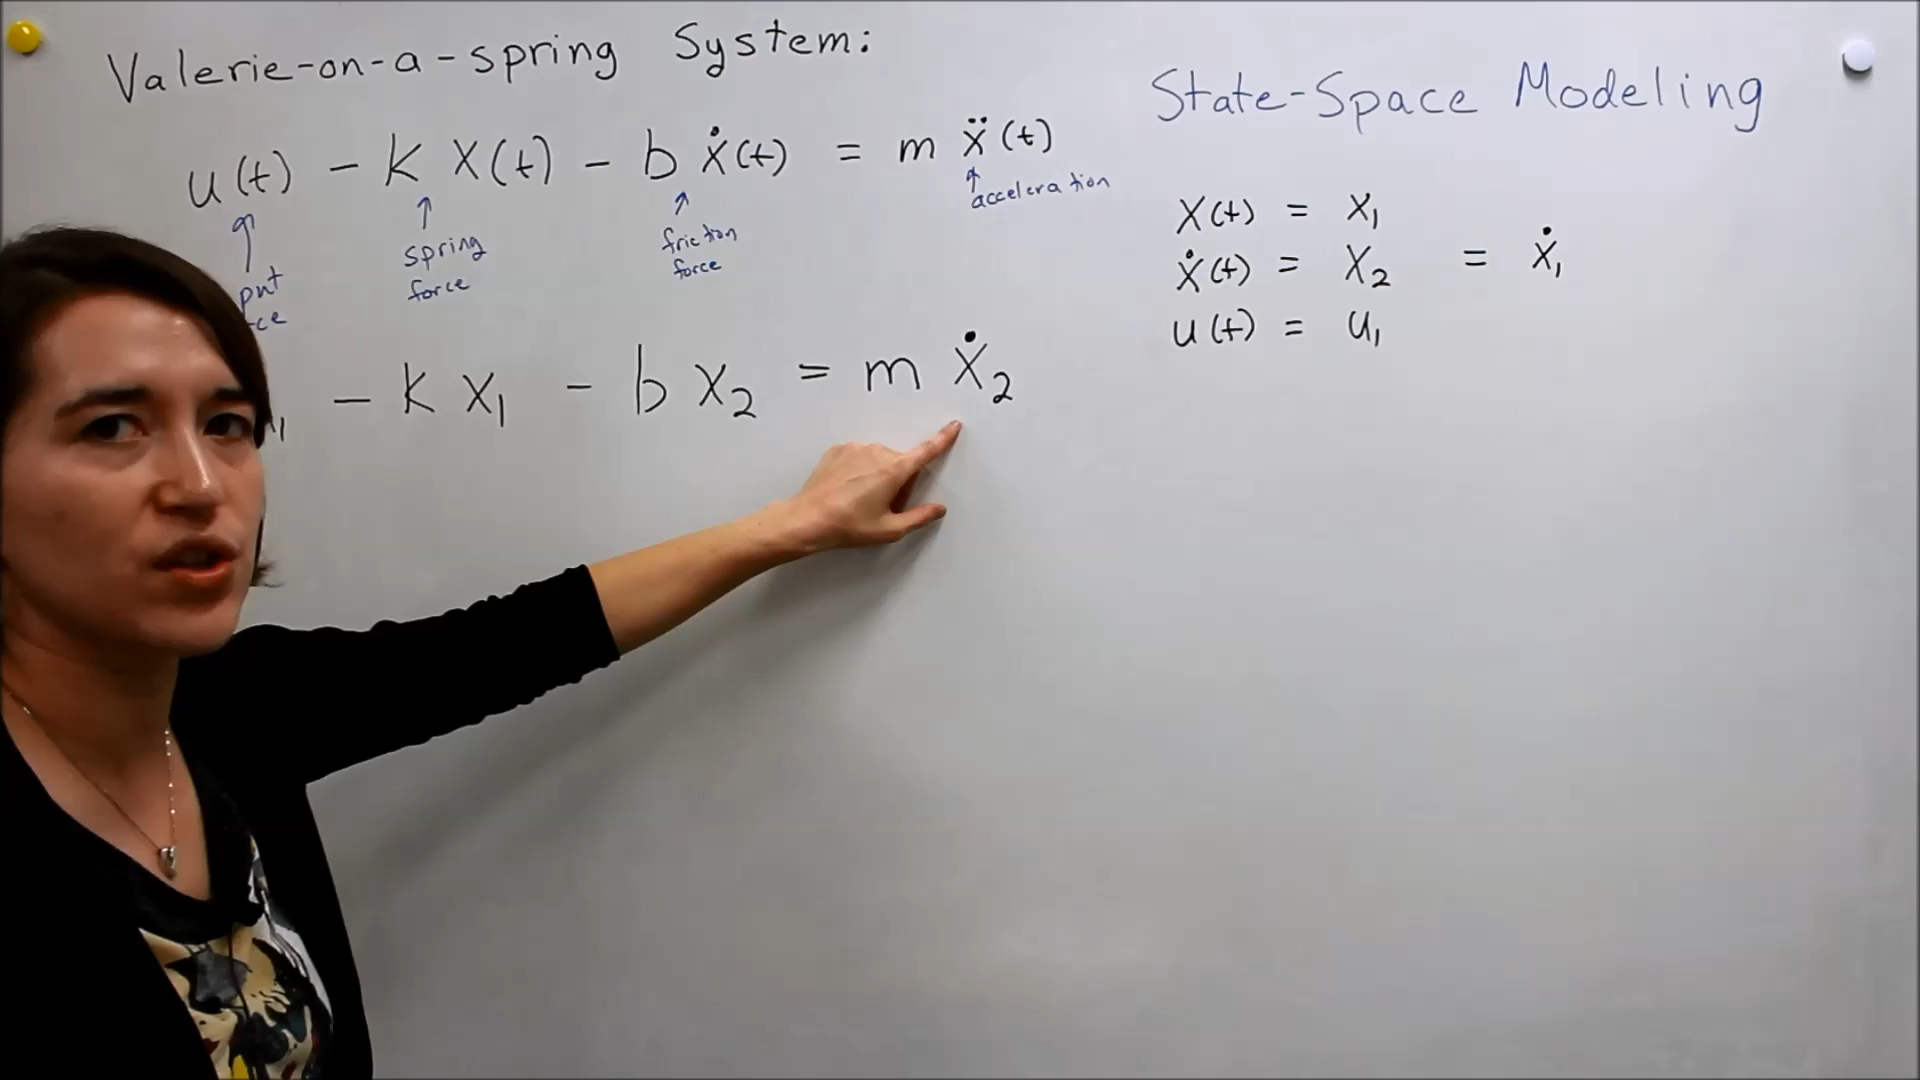 Valerie-on-a-spring System:
u(t) - K X(t) - b ẋ(t) = m ẍ(t)
↑ ↑ ↑ ↑
acceleration
spring
force
friction
force
- K X₁ - b X₂ = m Ẋ₂
State-Space Modeling
X(t) = X₁
Ẋ(t) = X₂ = Ẋ₁
u(t) = u₁